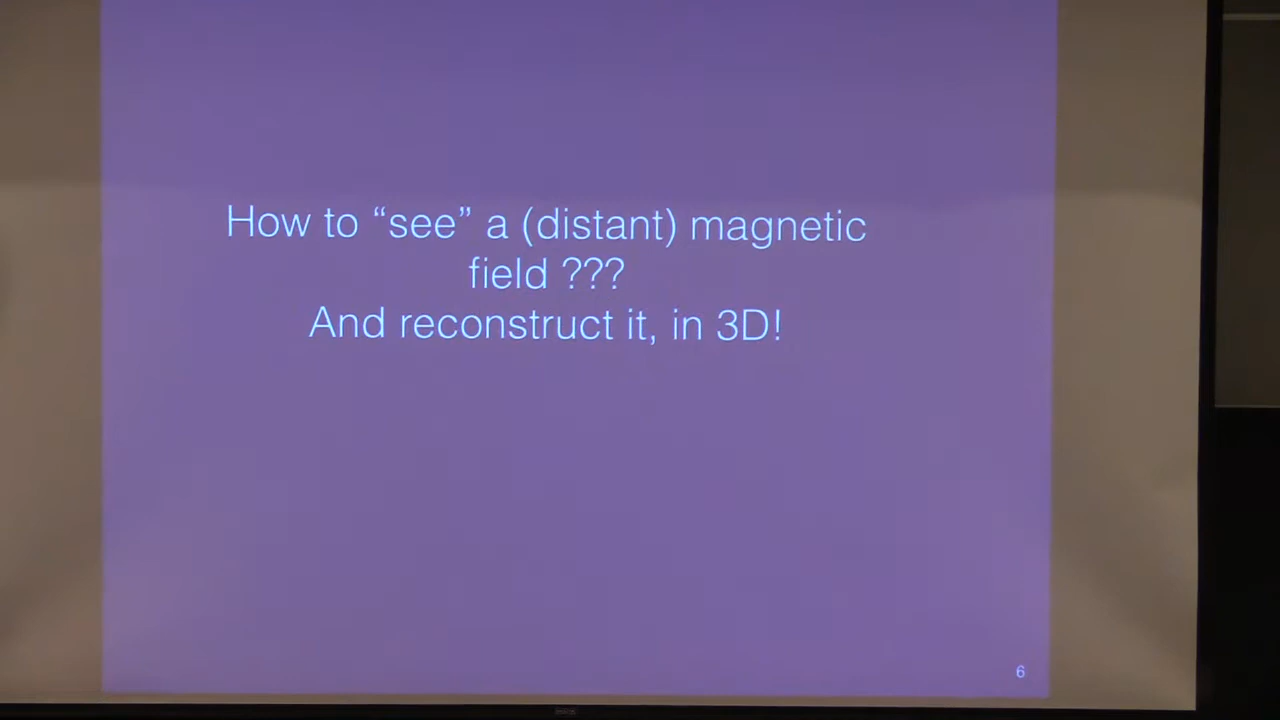 How to “see” a (distant) magnetic
field ???
And reconstruct it, in 3D!
6